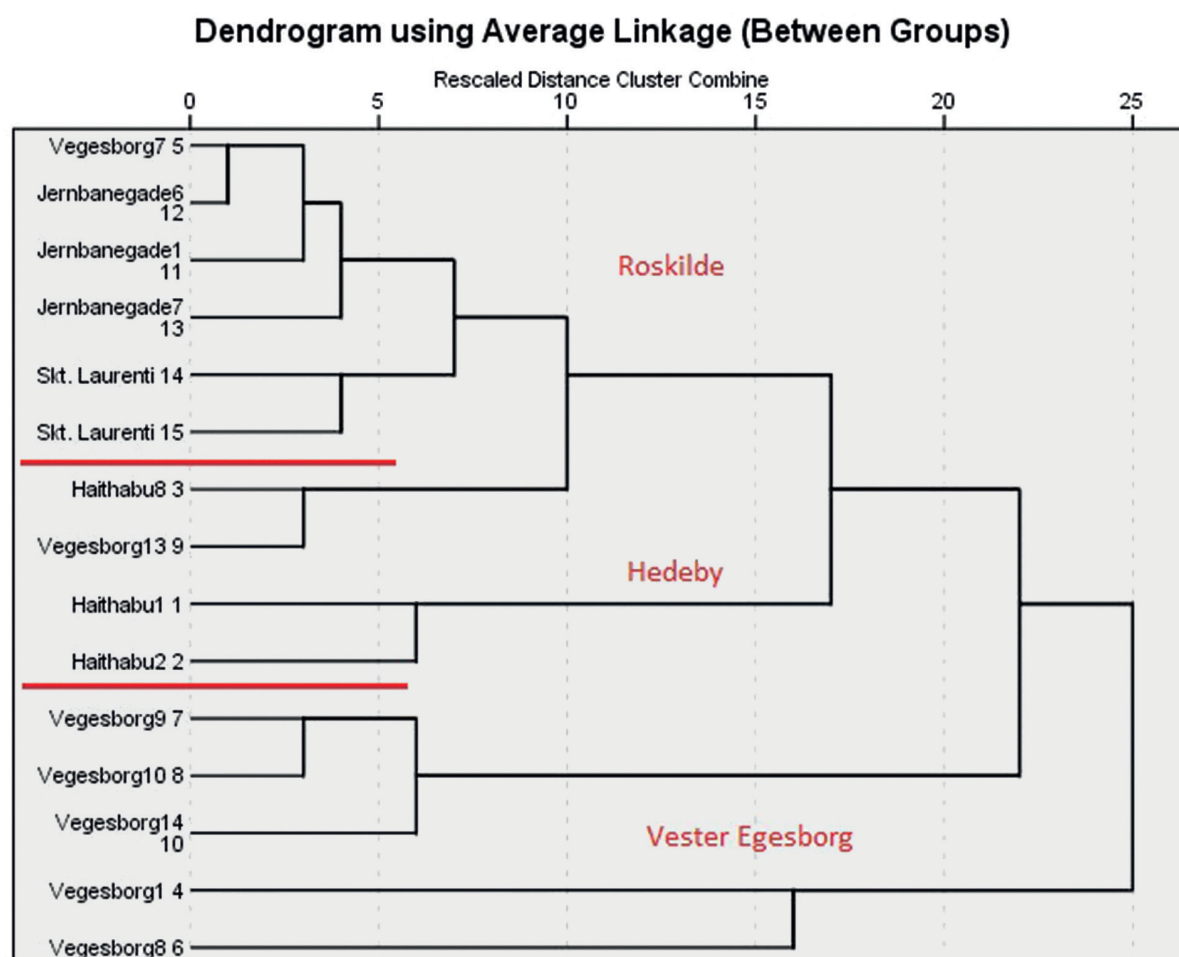 Dendrogram using Average Linkage (Between Groups)
Rescaled Distance Cluster Combine
0 5 10 15 20 25
Vegesborg7 5
Jernbanegade6
12
Jernbanegade1
11
Roskilde
Jernbanegade7
13
Skt. Laurenti 14
Skt. Laurenti 15
Haithabu8 3
Vegesborg13 9
Hedeby
Haithabu1 1
Haithabu2 2
Vegesborg9 7
Vegesborg10 8
Vegesborg14
10
Vester Egesborg
Vegesborg1 4
Vegesborg8 6